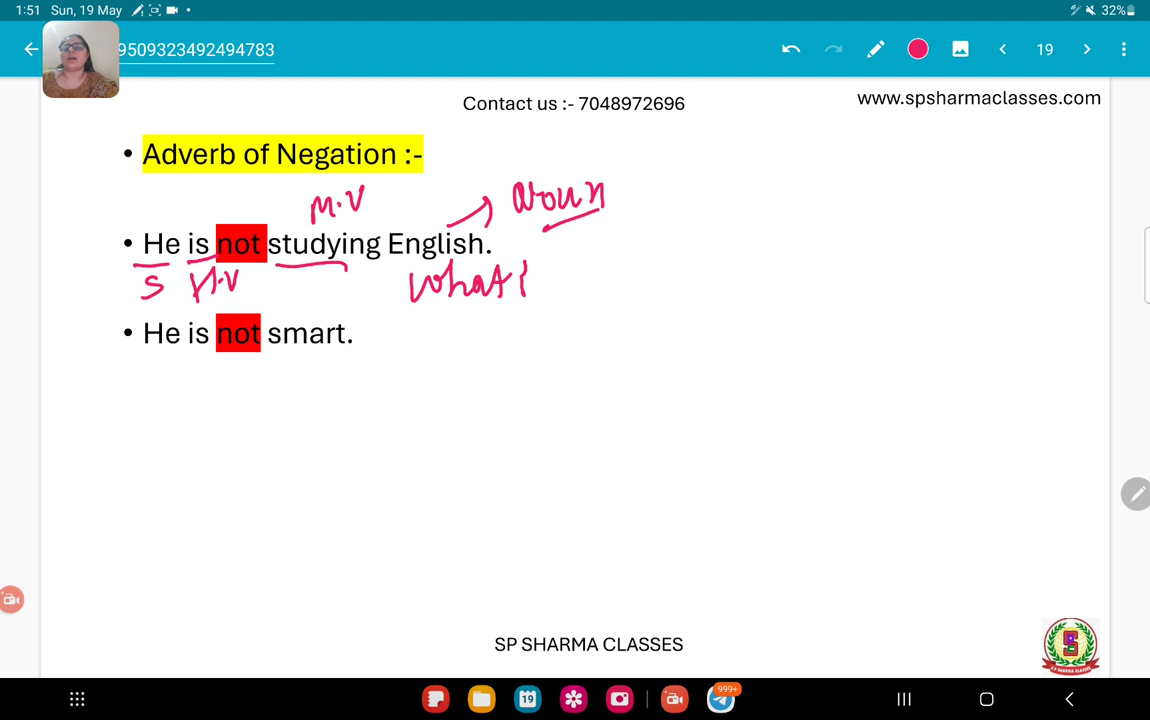 1:51 Sun, 19 May 32%
9509323492494783 19
Contact us :- 7048972696 www.spsharmaclasses.com
• Adverb of Negation :-
M.V Noun
• He is not studying English.
S H.V What?
• He is not smart.
SP SHARMA CLASSES
S
19 999+